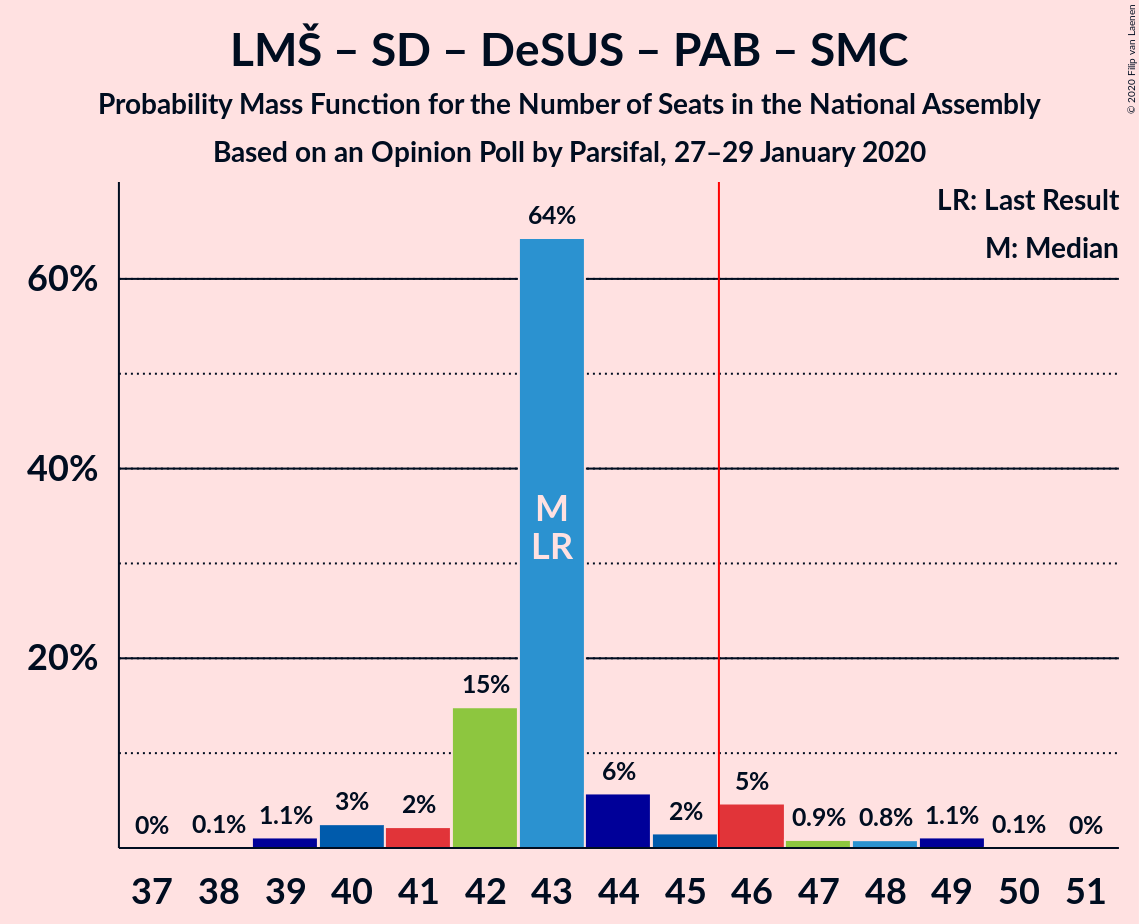 LMŠ – SD – DeSUS – PAB – SMC
Probability Mass Function for the Number of Seats in the National Assembly
Based on an Opinion Poll by Parsifal, 27–29 January 2020
© 2020 Filip van Laenen
LR: Last Result
M: Median
60%
40%
20%
0%
0.1%
1.1%
3%
2%
15%
64%
6%
2%
5%
0.9%
0.8%
1.1%
0.1%
0%
M
LR
37 38 39 40 41 42 43 44 45 46 47 48 49 50 51